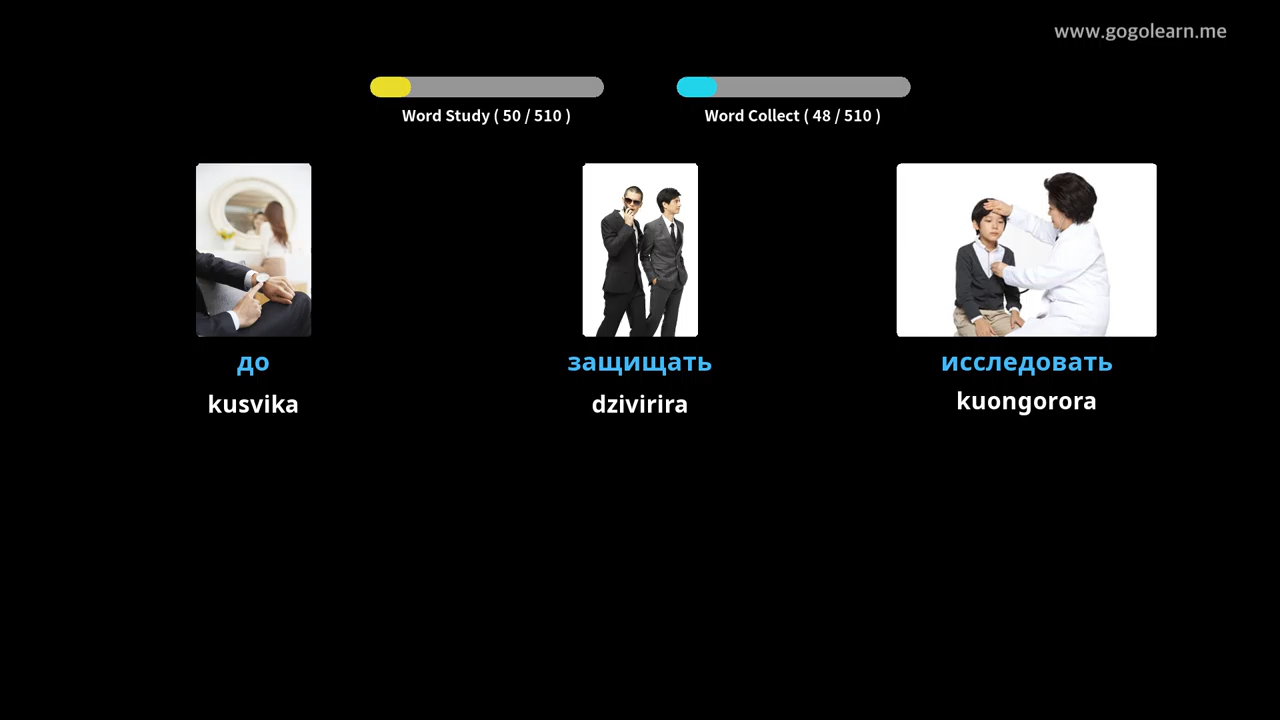 www.gogolearn.me
Word Study ( 50 / 510 )
Word Collect ( 48 / 510 )
до
защищать
исследовать
kusvika
dzivirira
kuongorora